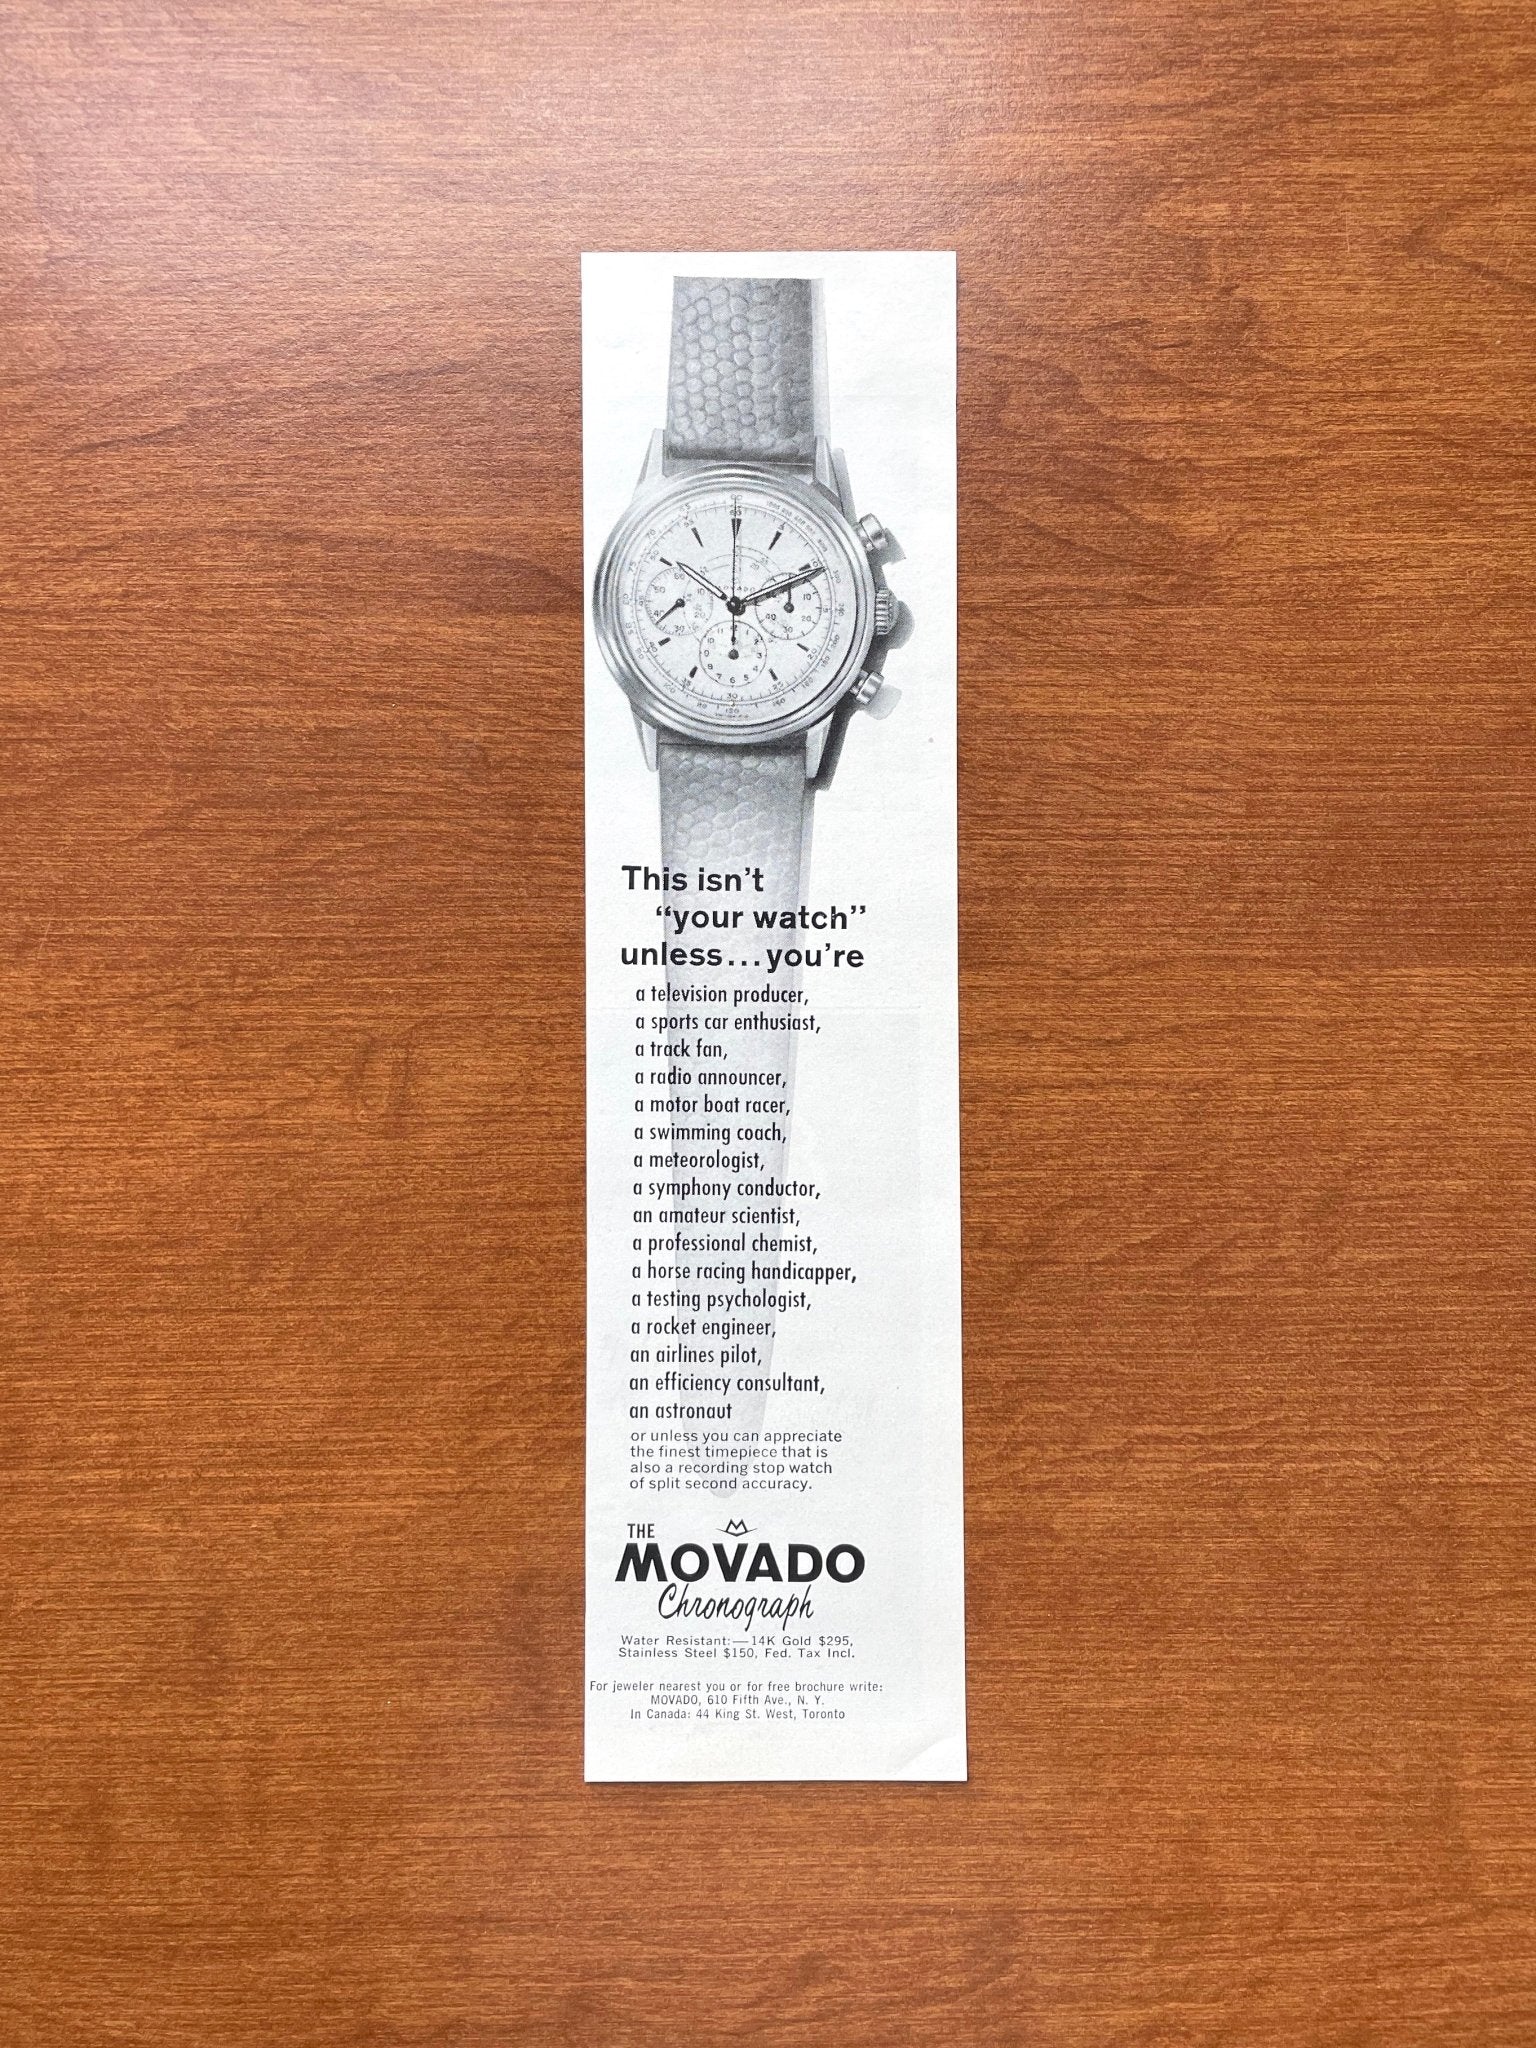 MOVADO
This isn't
“your watch”
unless...you're
a television producer,
a sports car enthusiast,
a track fan,
a radio announcer,
a motor boat racer,
a swimming coach,
a meteorologist,
a symphony conductor,
an amateur scientist,
a professional chemist,
a horse racing handicapper,
a testing psychologist,
a rocket engineer,
an airlines pilot,
an efficiency consultant,
an astronaut
or unless you can appreciate
the finest timepiece that is
also a recording stop watch
of split second accuracy.
THE
MOVADO
Chronograph
Water Resistant:—14K Gold $295,
Stainless Steel $150, Fed. Tax Incl.
For jeweler nearest you or for free brochure write:
MOVADO, 610 Fifth Ave., N. Y.
In Canada: 44 King St. West, Toronto